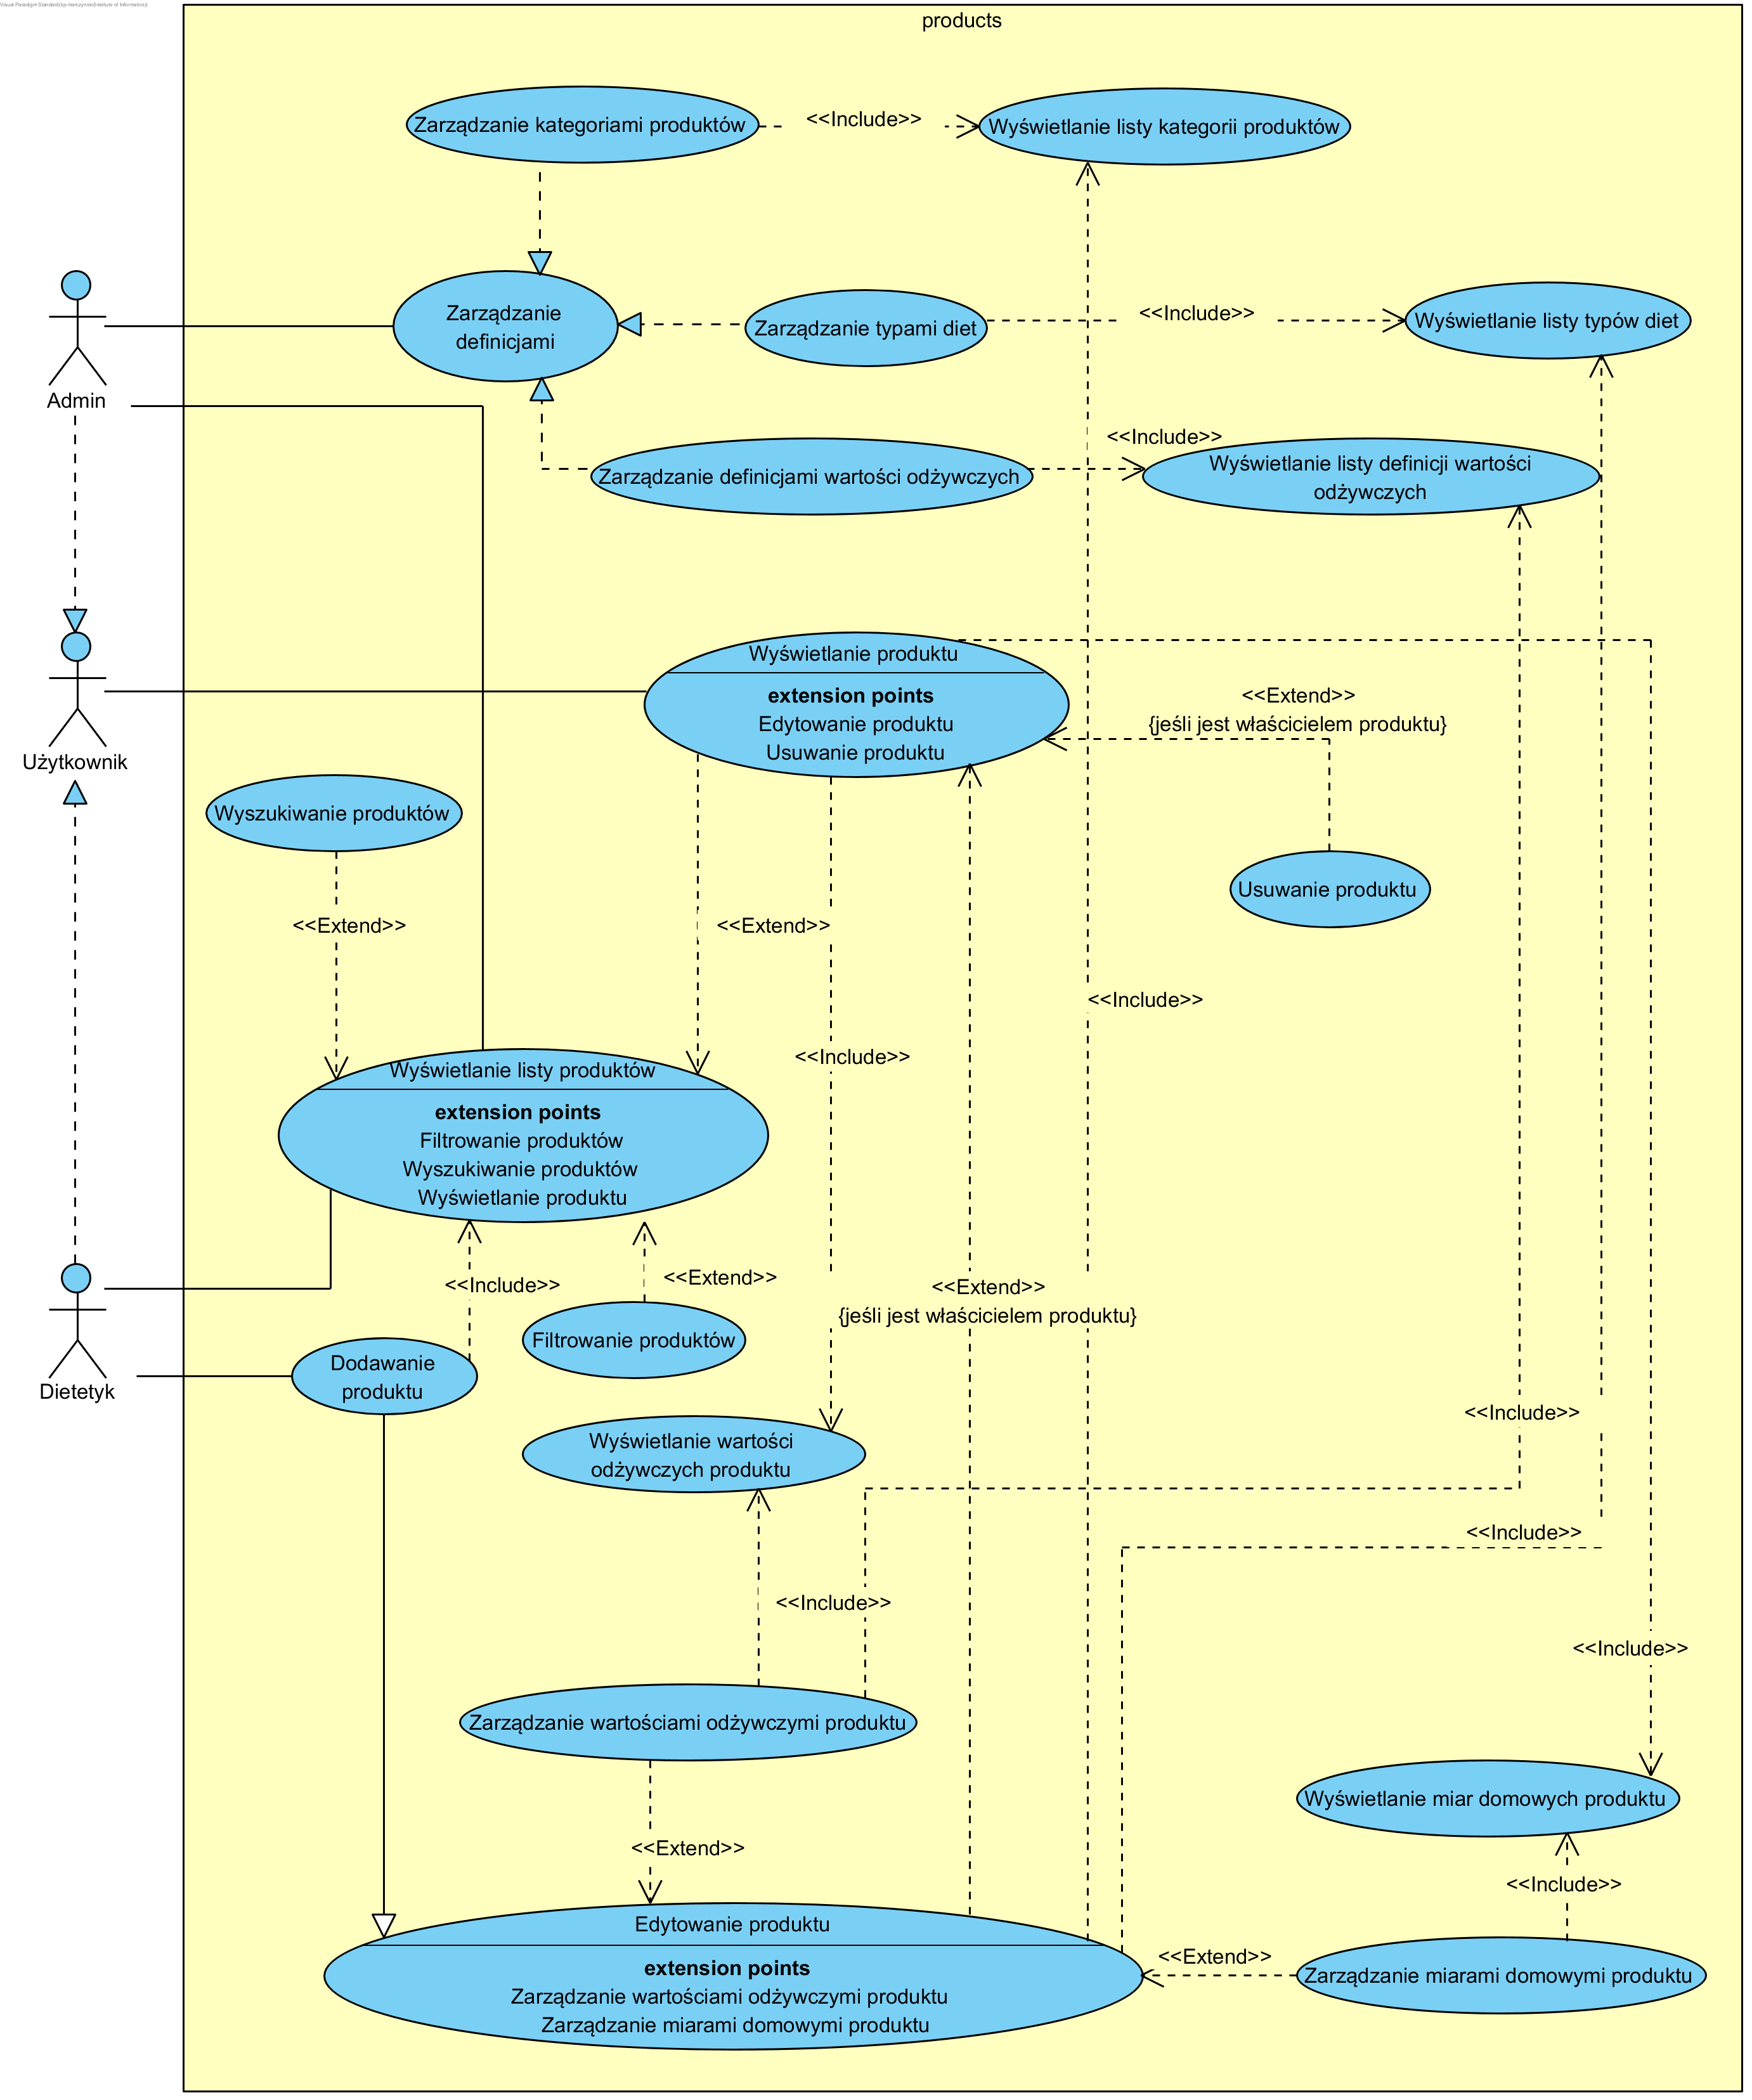 Visual Paradigm Standard(kp-marczynski(Institute of Informatics))
products
Zarządzanie kategoriami produktów
<<Include>>
Wyświetlanie listy kategorii produktów
Zarządzanie
definicjami
Zarządzanie typami diet
<<Include>>
Wyświetlanie listy typów diet
Admin
Zarządzanie definicjami wartości odżywczych
<<Include>>
Wyświetlanie listy definicji wartości
odżywczych
Wyświetlanie produktu
extension points
Edytowanie produktu
Usuwanie produktu
<<Extend>>
{jeśli jest właścicielem produktu}
Użytkownik
Wyszukiwanie produktów
Usuwanie produktu
<<Extend>>
<<Extend>>
<<Include>>
<<Include>>
Wyświetlanie listy produktów
extension points
Filtrowanie produktów
Wyszukiwanie produktów
Wyświetlanie produktu
<<Include>>
<<Extend>>
<<Extend>>
{jeśli jest właścicielem produktu}
Filtrowanie produktów
Dodawanie
produktu
Dietetyk
<<Include>>
Wyświetlanie wartości
odżywczych produktu
<<Include>>
<<Include>>
<<Include>>
Zarządzanie wartościami odżywczymi produktu
Wyświetlanie miar domowych produktu
<<Extend>>
<<Include>>
Edytowanie produktu
extension points
Zarządzanie wartościami odżywczymi produktu
Zarządzanie miarami domowymi produktu
<<Extend>>
Zarządzanie miarami domowymi produktu